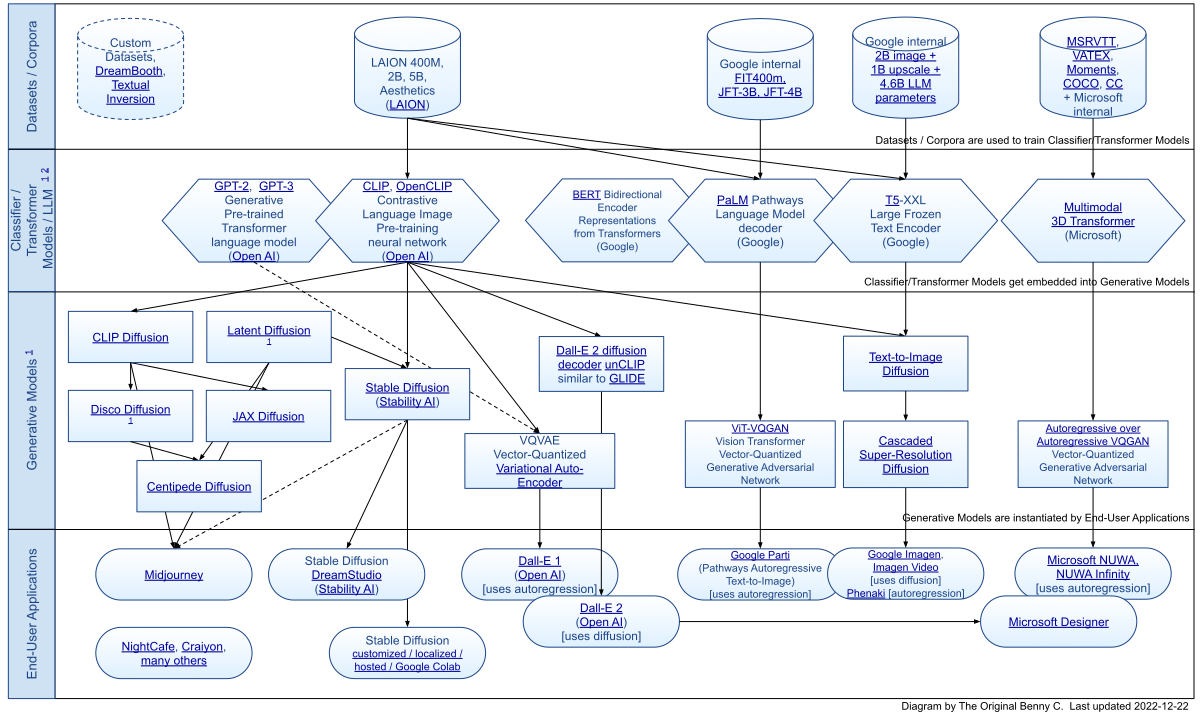 Datasets / Corpora
Custom
Datasets,
DreamBooth,
Textual
Inversion
LAION 400M,
2B, 5B,
Aesthetics
(LAION)
Google internal
FIT400m,
JFT-3B, JFT-4B
Google internal
2B image +
1B upscale +
4.6B LLM
parameters
MSRVTT,
VATEX,
Moments,
COCO, CC
+ Microsoft
internal
Datasets / Corpora are used to train Classifier/Transformer Models
Classifier /
Transformer
Models / LLM 1 2
GPT-2, GPT-3
Generative
Pre-trained
Transformer
language model
(Open AI)
CLIP, OpenCLIP
Contrastive
Language Image
Pre-training
neural network
(Open AI)
BERT Bidirectional
Encoder
Representations
from Transformers
(Google)
PaLM Pathways
Language Model
decoder
(Google)
T5-XXL
Large Frozen
Text Encoder
(Google)
Multimodal
3D Transformer
(Microsoft)
Classifier/Transformer Models get embedded into Generative Models
Generative Models 1
CLIP Diffusion
Latent Diffusion
1
Disco Diffusion
1
JAX Diffusion
Centipede Diffusion
Stable Diffusion
(Stability AI)
VQVAE
Vector-Quantized
Variational Auto-
Encoder
Dall-E 2 diffusion
decoder unCLIP
similar to GLIDE
ViT-VQGAN
Vision Transformer
Vector-Quantized
Generative Adversarial
Network
Text-to-Image
Diffusion
Cascaded
Super-Resolution
Diffusion
Autoregressive over
Autoregressive VQGAN
Vector-Quantized
Generative Adversarial
Network
Generative Models are instantiated by End-User Applications
End-User Applications
Midjourney
NightCafe, Craiyon,
many others
Stable Diffusion
DreamStudio
(Stability AI)
Stable Diffusion
customized / localized /
hosted / Google Colab
Dall-E 1
(Open AI)
[uses autoregression]
Dall-E 2
(Open AI)
[uses diffusion]
Google Parti
(Pathways Autoregressive
Text-to-Image)
[uses autoregression]
Google Imagen,
Imagen Video
[uses diffusion]
Phenaki [autoregression]
Microsoft NUWA,
NUWA Infinity
[uses autoregression]
Microsoft Designer
Diagram by The Original Benny C. Last updated 2022-12-22